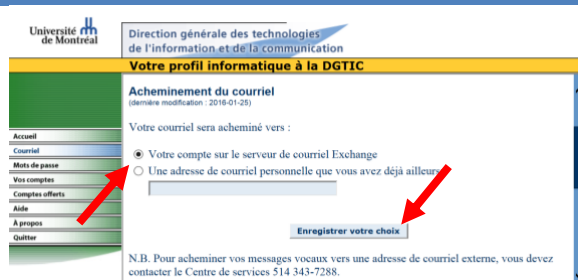 Université
de Montréal
Direction générale des technologies
de l'information et de la communication
Votre profil informatique à la DGTIC
Acheminement du courriel
(dernière modification : 2016-01-25)
Votre courriel sera acheminé vers :
Votre compte sur le serveur de courriel Exchange
Une adresse de courriel personnelle que vous avez déjà ailleurs
Enregistrer votre choix
N.B. Pour acheminer vos messages vocaux vers une adresse de courriel externe, vous devez
contacter le Centre de services 514 343-7288.
Accueil
Courriel
Mots de passe
Vos comptes
Comptes offerts
Aide
À propos
Quitter